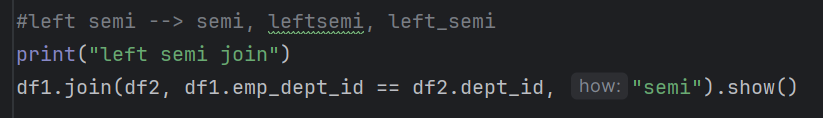 #left semi --> semi, leftsemi, left_semi
print("left semi join")
df1.join(df2, df1.emp_dept_id == df2.dept_id, how: "semi").show()